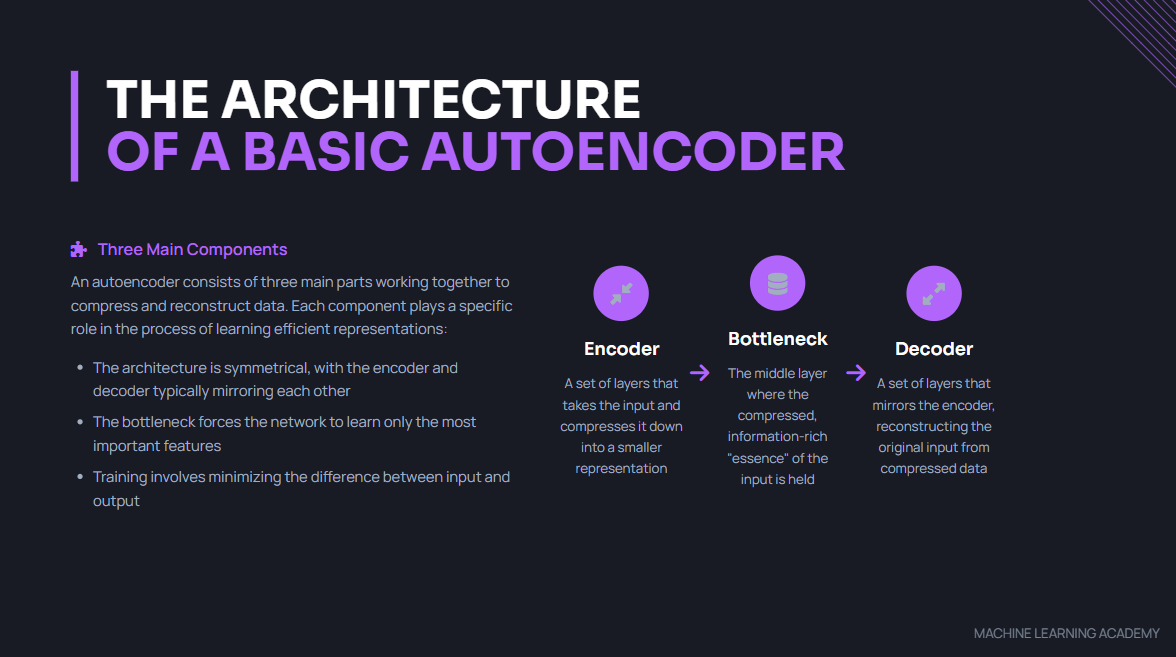 THE ARCHITECTURE
OF A BASIC AUTOENCODER
Three Main Components
An autoencoder consists of three main parts working together to
compress and reconstruct data. Each component plays a specific
role in the process of learning efficient representations:
• The architecture is symmetrical, with the encoder and
decoder typically mirroring each other
• The bottleneck forces the network to learn only the most
important features
• Training involves minimizing the difference between input and
output
Encoder
A set of layers that
takes the input and
compresses it down
into a smaller
representation
Bottleneck
The middle layer
where the
compressed,
information-rich
"essence" of the
input is held
Decoder
A set of layers that
mirrors the encoder,
reconstructing the
original input from
compressed data
MACHINE LEARNING ACADEMY